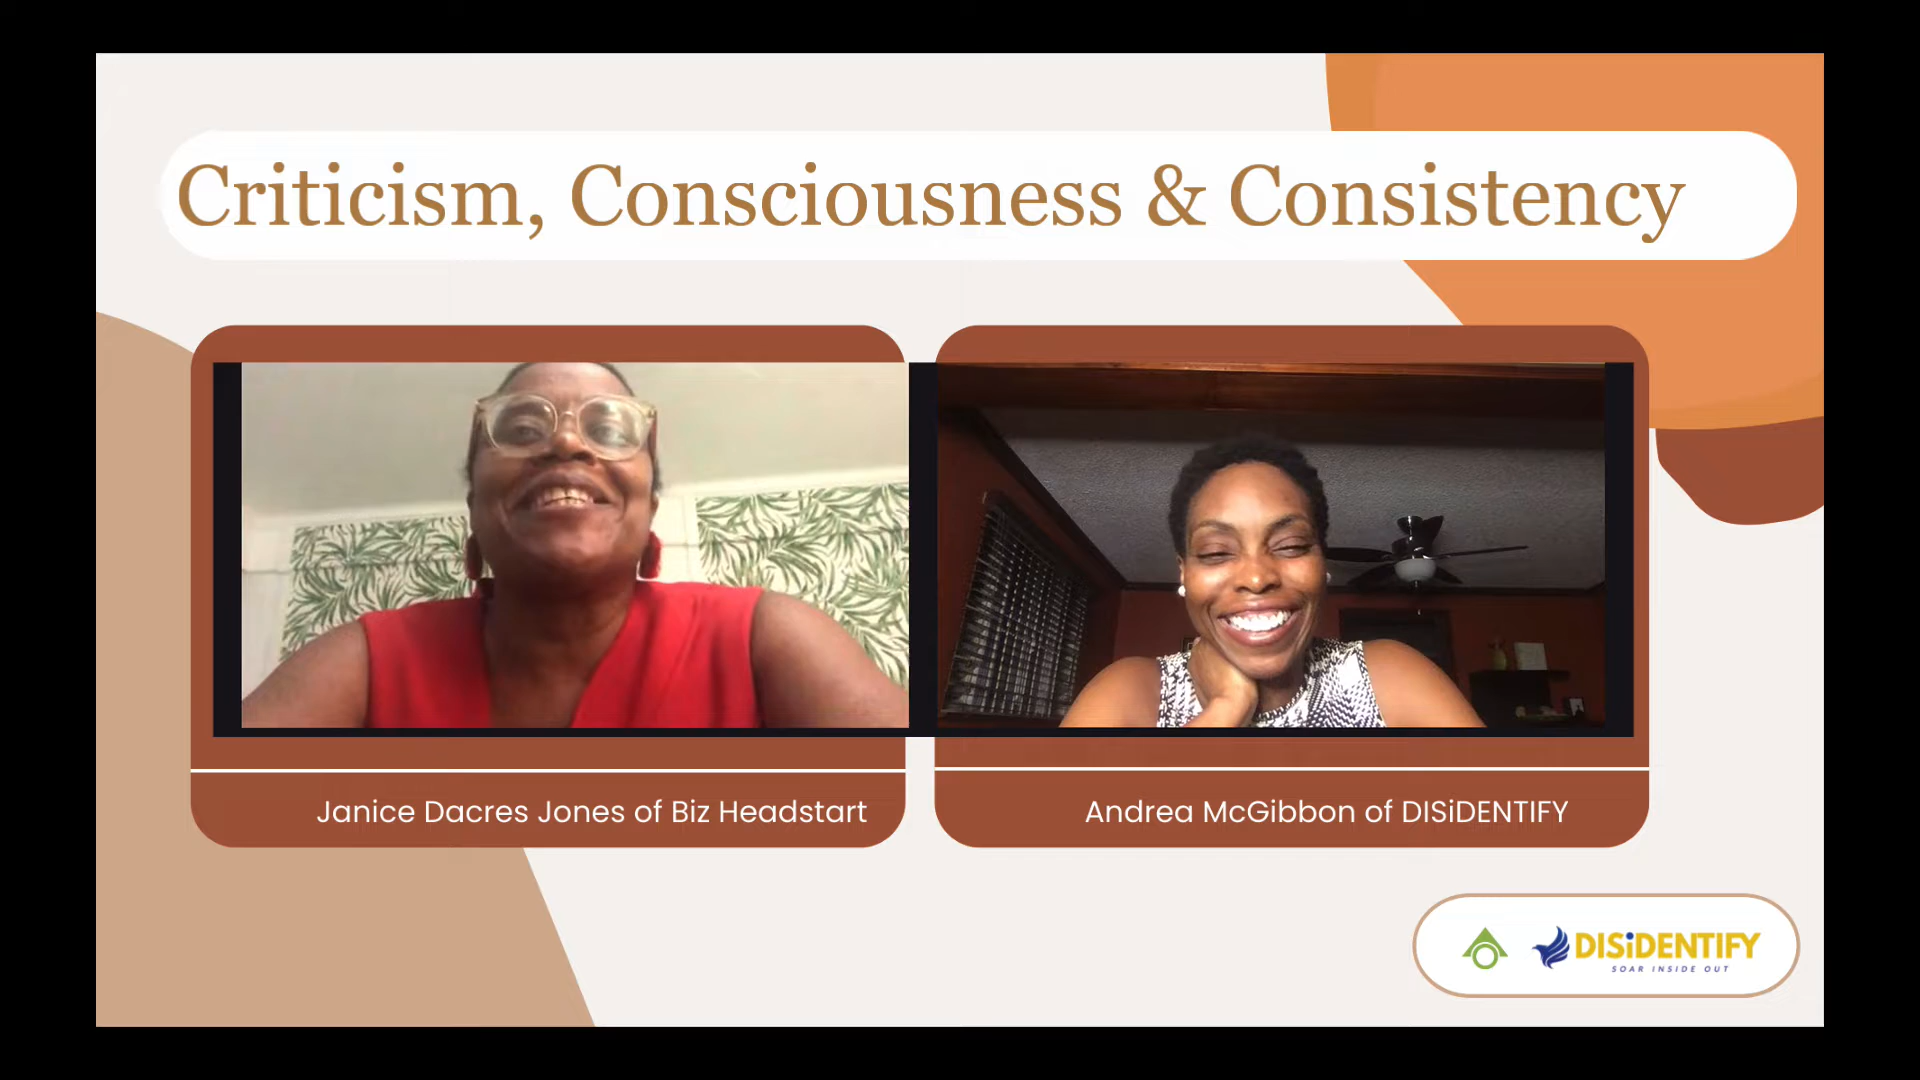 Criticism, Consciousness & Consistency
Janice Dacres Jones of Biz Headstart
Andrea McGibbon of DISiDENTIFY
DISiDENTIFY
SOAR INSIDE OUT